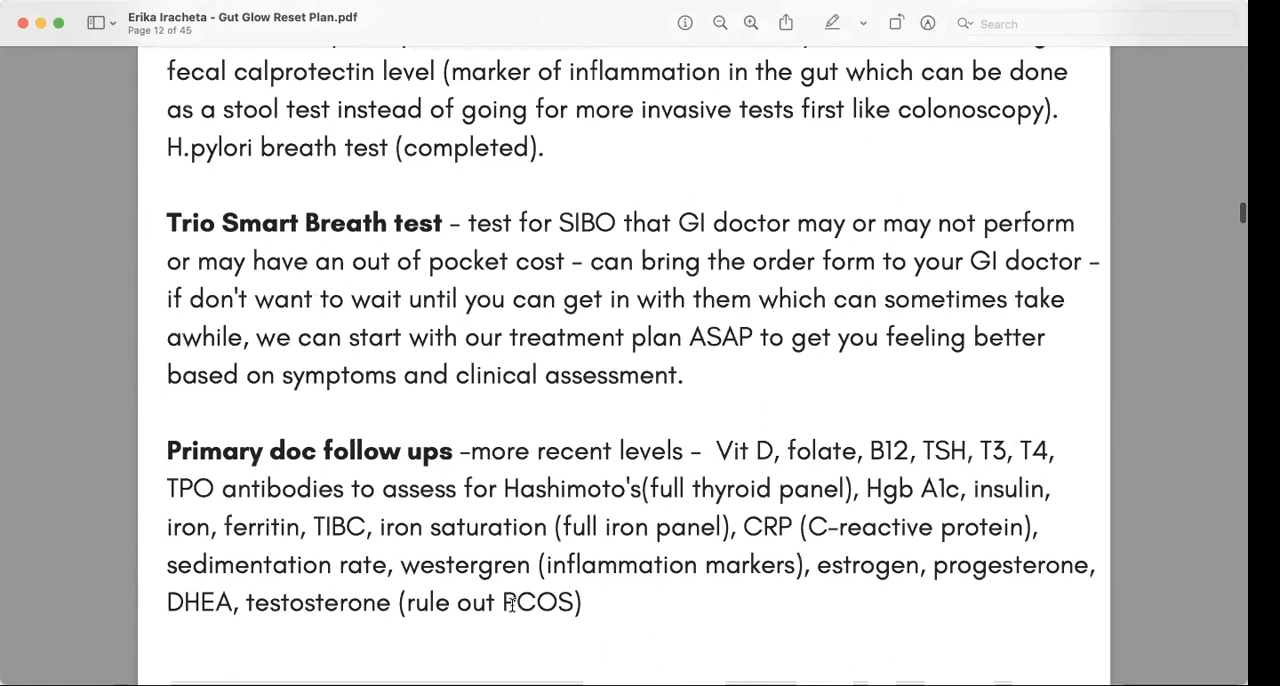 Erika Iracheta - Gut Glow Reset Plan.pdf
Page 12 of 45
Search
fecal calprotectin level (marker of inflammation in the gut which can be done
as a stool test instead of going for more invasive tests first like colonoscopy).
H.pylori breath test (completed).
Trio Smart Breath test - test for SIBO that GI doctor may or may not perform
or may have an out of pocket cost - can bring the order form to your GI doctor -
if don't want to wait until you can get in with them which can sometimes take
awhile, we can start with our treatment plan ASAP to get you feeling better
based on symptoms and clinical assessment.
Primary doc follow ups -more recent levels - Vit D, folate, B12, TSH, T3, T4,
TPO antibodies to assess for Hashimoto's(full thyroid panel), Hgb A1c, insulin,
iron, ferritin, TIBC, iron saturation (full iron panel), CRP (C-reactive protein),
sedimentation rate, westergren (inflammation markers), estrogen, progesterone,
DHEA, testosterone (rule out PCOS)